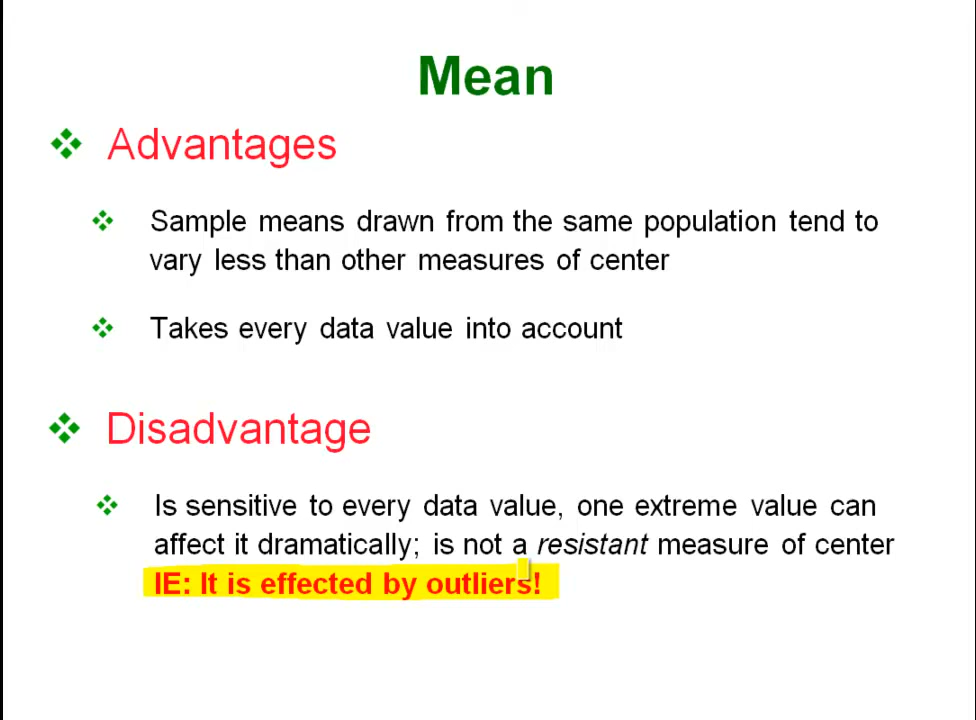 Mean
Advantages
Sample means drawn from the same population tend to
vary less than other measures of center
Takes every data value into account
Disadvantage
Is sensitive to every data value, one extreme value can
affect it dramatically; is not a resistant measure of center
IE: It is effected by outliers!